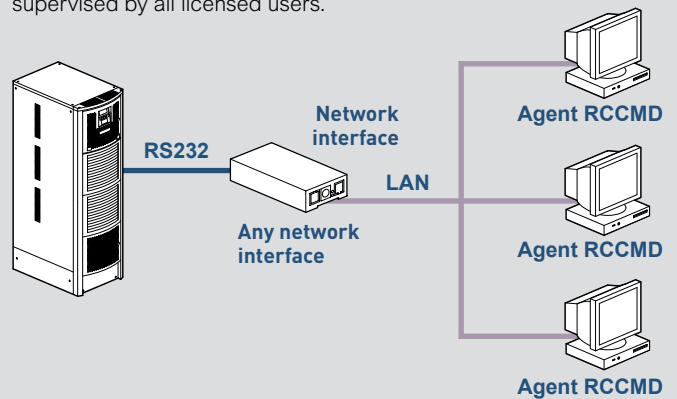 supervised by all licensed users.
Agent RCCMD
Network
interface
RS232
LAN
Any network
interface
Agent RCCMD
Agent RCCMD